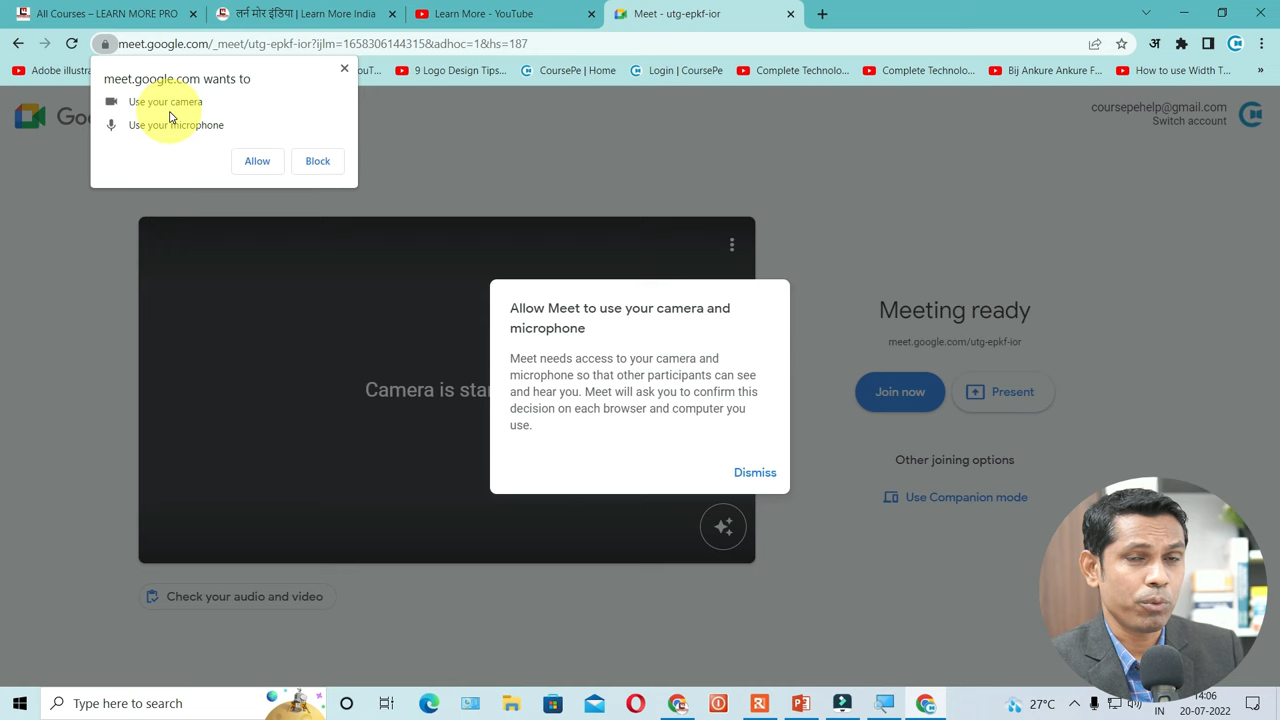 All Courses – Learn More PRO
लर्न मोर इंडिया | Learn More India
Learn More - YouTube
Meet - utg-epkf-ior
meet.google.com/_meet/utg-epkf-ior?ijlm=1658306144315&adhoc=1&hs=187
अ
Adobe illustra
YouT...
9 Logo Design Tips...
CoursePe | Home
Login | CoursePe
Complete Technolo...
Complete Technolo...
Bij Ankure Ankure F...
How to use Width T...
meet.google.com wants to
Use your camera
Use your microphone
Allow
Block
Goo
coursepehelp@gmail.com
Switch account
Camera is star
Allow Meet to use your camera and
microphone
Meet needs access to your camera and
microphone so that other participants can see
and hear you. Meet will ask you to confirm this
decision on each browser and computer you
use.
Dismiss
Meeting ready
meet.google.com/utg-epkf-ior
Join now
Present
Other joining options
Use Companion mode
Check your audio and video
Type here to search
27°C
IN
14:06
20-07-2022